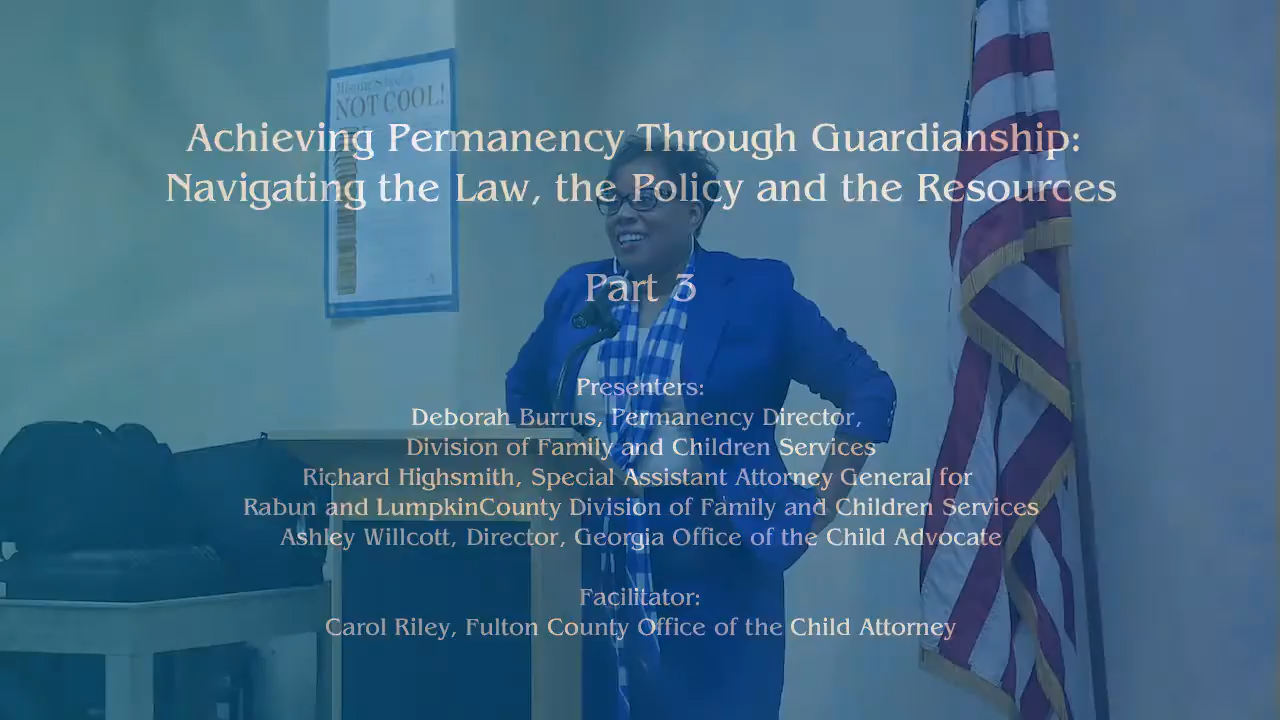 NOT COOL!
Achieving Permanency Through Guardianship:
Navigating the Law, the Policy and the Resources
Part 3
Presenters:
Deborah Burrus, Permanency Director,
Division of Family and Children Services
Richard Highsmith, Special Assistant Attorney General for
Rabun and LumpkinCounty Division of Family and Children Services
Ashley Willcott, Director, Georgia Office of the Child Advocate
Facilitator:
Carol Riley, Fulton County Office of the Child Attorney